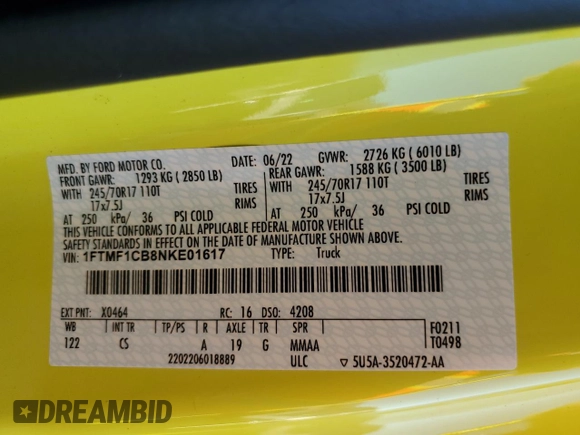 MFD. BY FORD MOTOR CO. DATE: 06/22 GVWR: 2726 KG ( 6010 LB)
FRONT GAWR: 1293 KG ( 2850 LB) REAR GAWR: 1588 KG ( 3500 LB)
WITH 245/70R17 110T TIRES WITH 245/70R17 110T TIRES
17x7.5J RIMS 17x7.5J RIMS
AT 250 kPa/ 36 PSI COLD AT 250 kPa/ 36 PSI COLD
THIS VEHICLE CONFORMS TO ALL APPLICABLE FEDERAL MOTOR VEHICLE
SAFETY STANDARDS IN EFFECT ON THE DATE OF MANUFACTURE SHOWN ABOVE.
VIN: 1FTMF1CB8NKE01617 TYPE: Truck
EXT PNT: X0464 RC: 16 DSO: 4208
WB INT TR TP/PS R AXLE TR SPR F0211
122 CS A 19 G MMAA T0498
2202206018889 ULC ▽ 5U5A-3520472-AA
DREAMBID